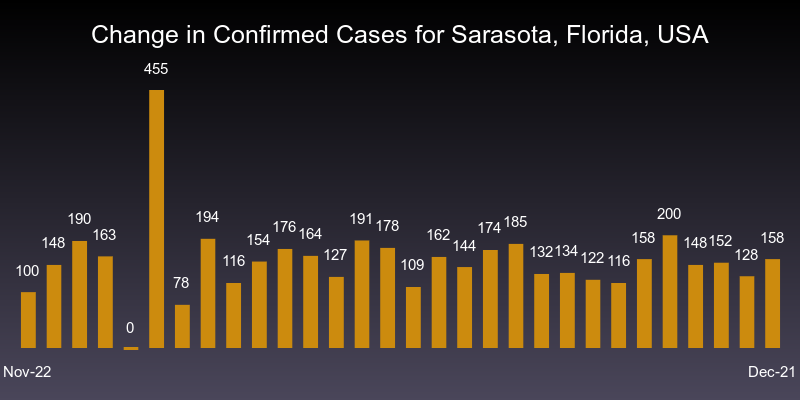 Change in Confirmed Cases for Sarasota, Florida, USA
100 148 190 163 0 455 78 194 116 154 176 164 127 191 178 109 162 144 174 185 132 134 122 116 158 200 148 152 128 158
Nov-22 Dec-21